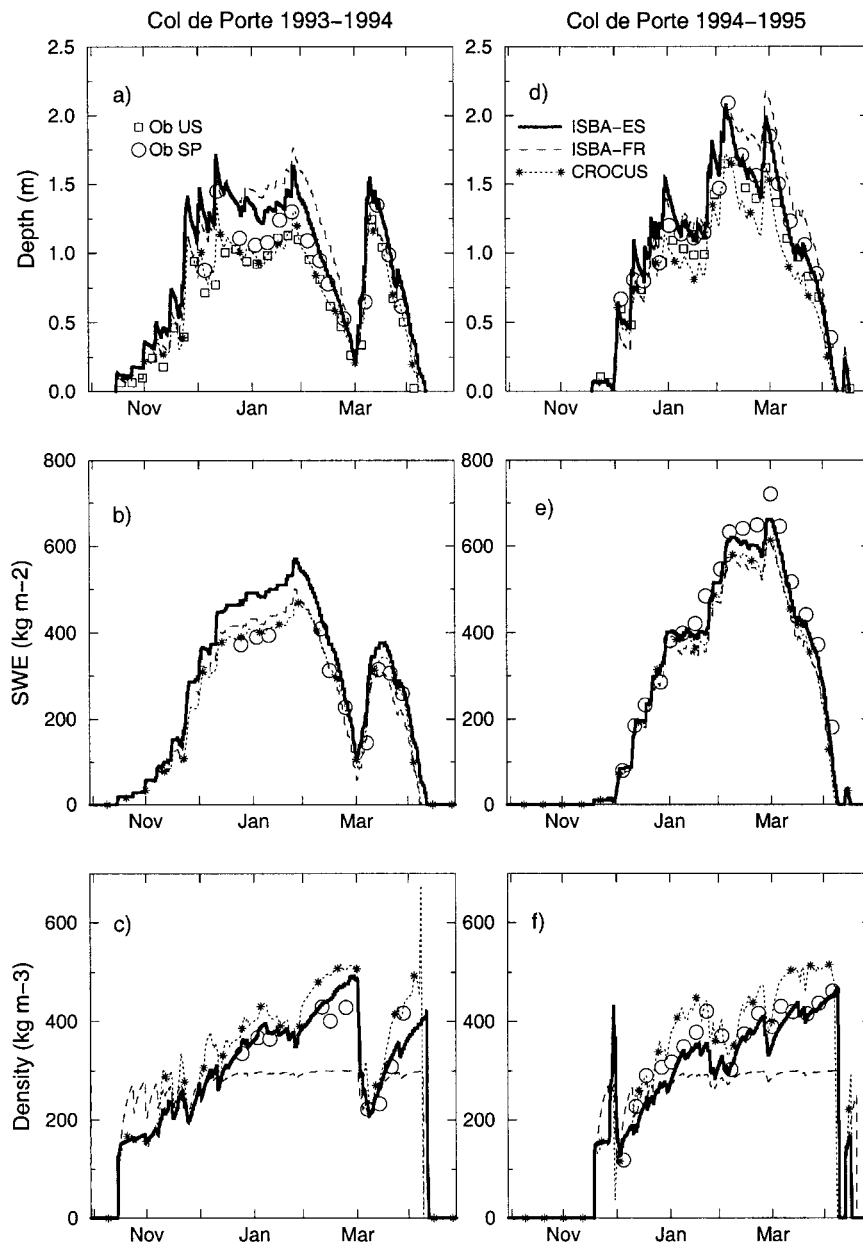 Col de Porte 1993–1994
Col de Porte 1994–1995
Depth (m)
2.5
2.0
1.5
1.0
0.5
0.0
a)
Ob US
Ob SP
Nov
Jan
Mar
2.5
2.0
1.5
1.0
0.5
0.0
d)
ISBA–ES
ISBA–FR
CROCUS
Nov
Jan
Mar
SWE (kg m–2)
800
600
400
200
0
b)
Nov
Jan
Mar
800
600
400
200
0
e)
Nov
Jan
Mar
Density (kg m–3)
600
400
200
0
c)
Nov
Jan
Mar
600
400
200
0
f)
Nov
Jan
Mar